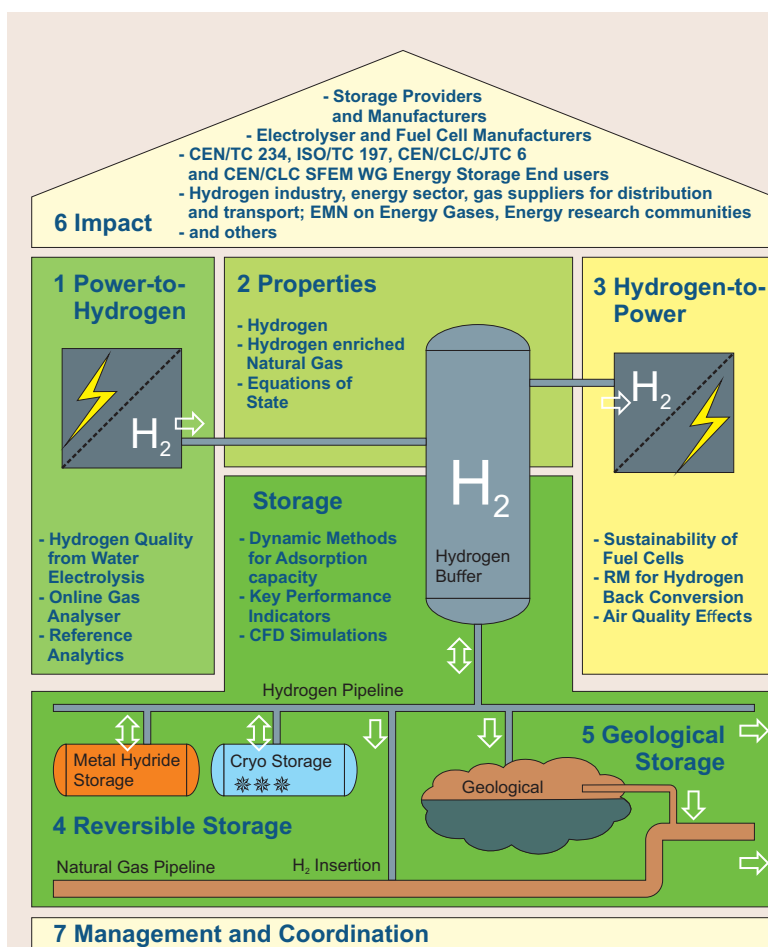 - Storage Providers
and Manufacturers
- Electrolyser and Fuel Cell Manufacturers
- CEN/TC 234, ISO/TC 197, CEN/CLC/JTC 6
and CEN/CLC SFEM WG Energy Storage End users
- Hydrogen industry, energy sector, gas suppliers for distribution
and transport; EMN on Energy Gases, Energy research communities
- and others
6 Impact
1 Power-to-
Hydrogen
H₂
- Hydrogen Quality
from Water
Electrolysis
- Online Gas
Analyser
- Reference
Analytics
2 Properties
- Hydrogen
- Hydrogen enriched
Natural Gas
- Equations of
State
H₂
Hydrogen
Buffer
3 Hydrogen-to-
Power
H₂
- Sustainability of
Fuel Cells
- RM for Hydrogen
Back Conversion
- Air Quality Effects
Storage
- Dynamic Methods
for Adsorption
capacity
- Key Performance
Indicators
- CFD Simulations
Hydrogen Pipeline
Metal Hydride
Storage
Cryo Storage
Geological
5 Geological
Storage
4 Reversible Storage
Natural Gas Pipeline
H₂ Insertion
7 Management and Coordination